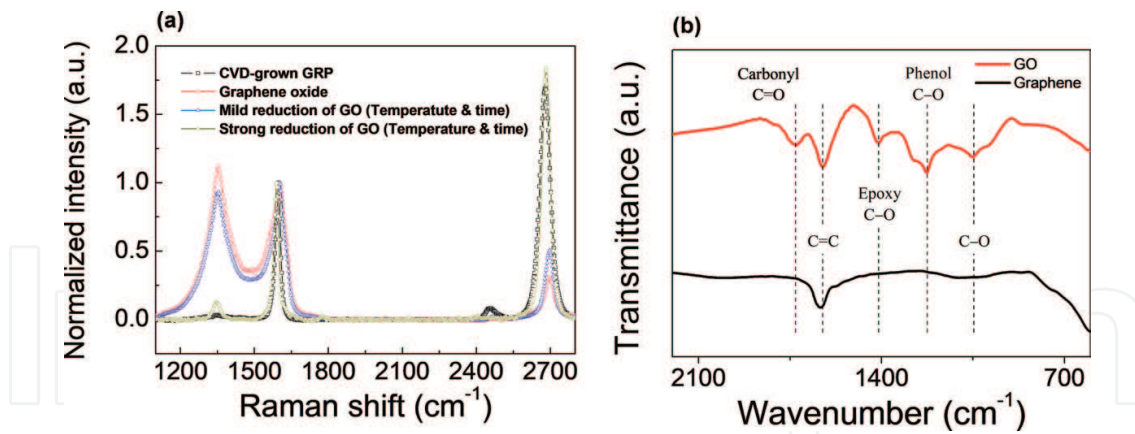 (a)
Normalized intensity (a.u.)
2.0
1.5
1.0
0.5
0.0
CVD-grown GRP
Graphene oxide
Mild reduction of GO (Temperatute & time)
Strong reduction of GO (Temperature & time)
1200 1500 1800 2100 2400 2700
Raman shift (cm⁻¹)
(b)
Transmittance (a.u.)
GO
Graphene
Carbonyl
C=O
Phenol
C–O
Epoxy
C–O
C=C
C–O
2100 1400 700
Wavenumber (cm⁻¹)